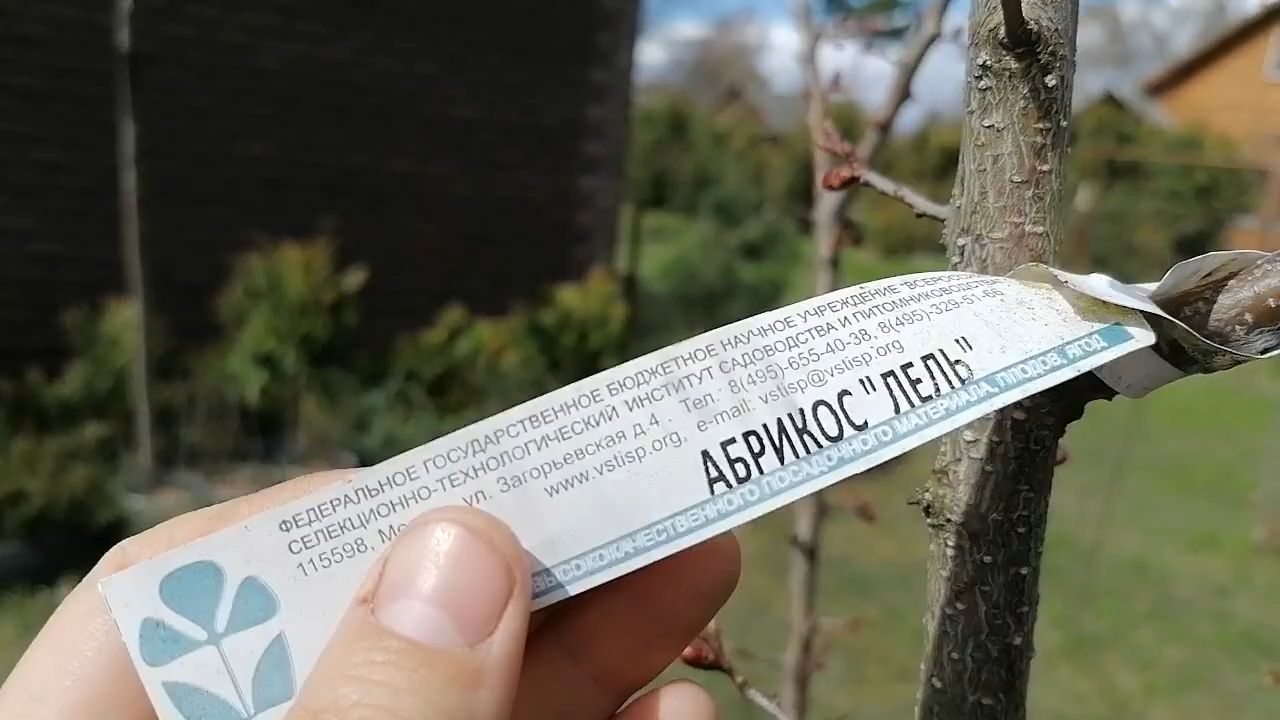 ФЕДЕРАЛЬНОЕ ГОСУДАРСТВЕННОЕ БЮДЖЕТНОЕ НАУЧНОЕ УЧРЕЖДЕНИЕ
СЕЛЕКЦИОННО-ТЕХНОЛОГИЧЕСКИЙ ИНСТИТУТ САДОВОДСТВА И ПИТОМНИКОВОДСТВА
115598, ул. Загорьевская д.4 . Тел: 8(495)-655-40-38, 8(495)-329-51-66
www.vstisp.org, e-mail: vstisp@vstisp.org
АБРИКОС "ЛЕЛЬ"
ВЫСОКОКАЧЕСТВЕННОГО ПОСАДОЧНОГО МАТЕРИАЛА, ПЛОДОВ, ЯГОД